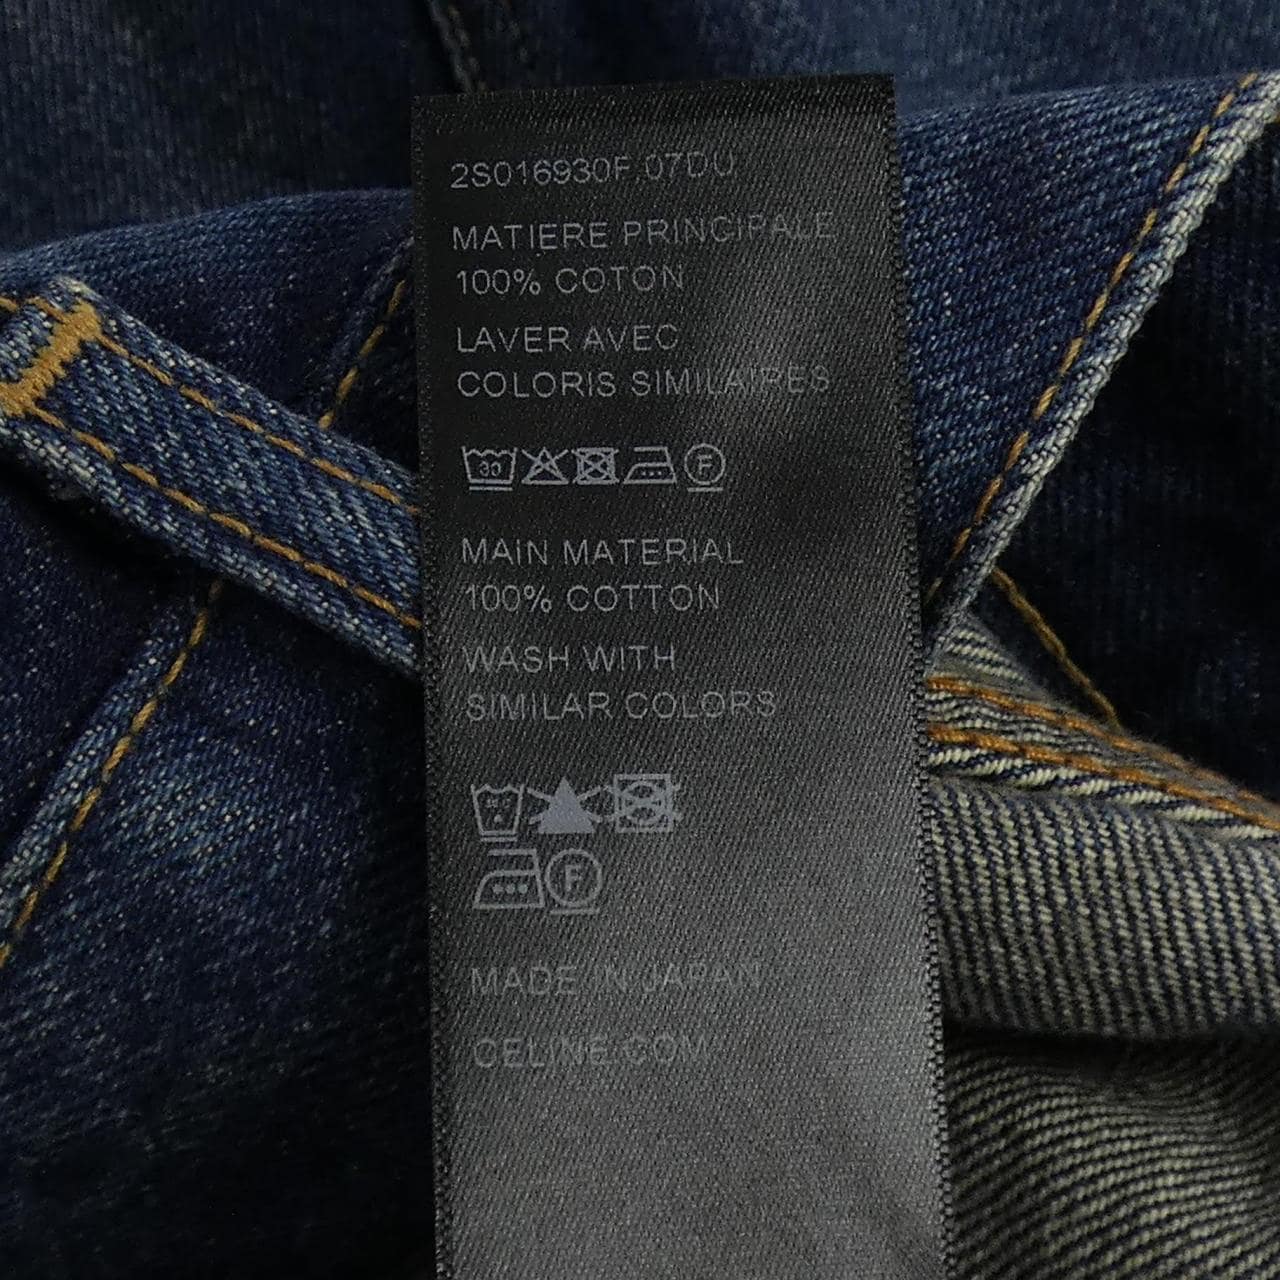 2S016930F.07DU
MATIERE PRINCIPALE
100% COTON
LAVER AVEC
COLORIS SIMILAIRES
30 F
MAIN MATERIAL
100% COTTON
WASH WITH
SIMILAR COLORS
F
MADE IN JAPAN
CELINE.COM